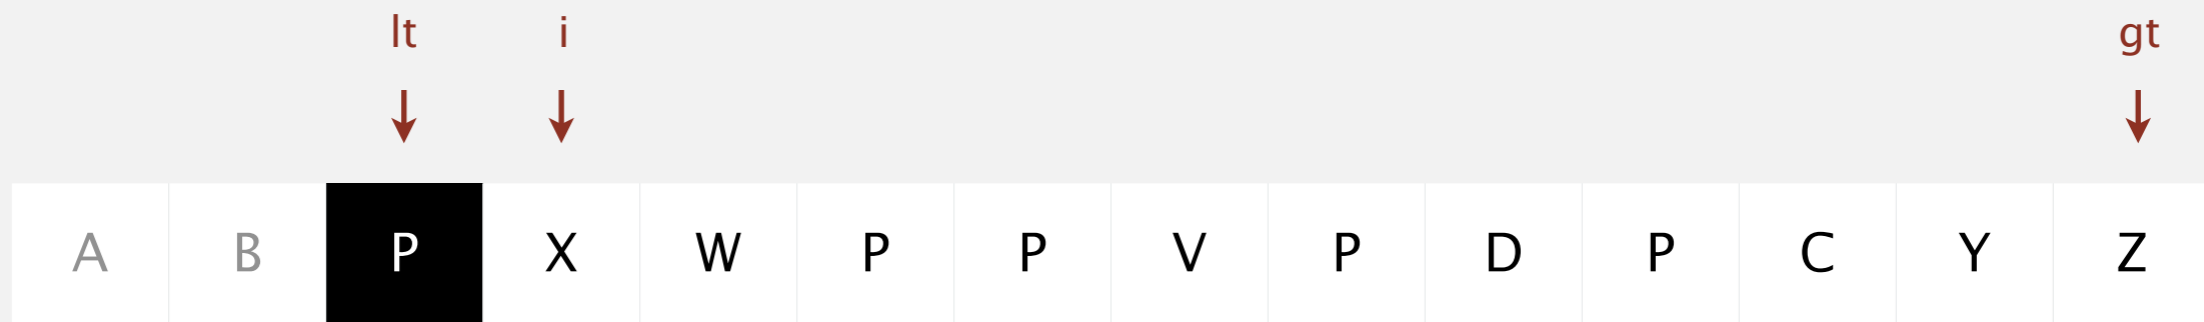 lt i gt
A B P X W P P V P D P C Y Z